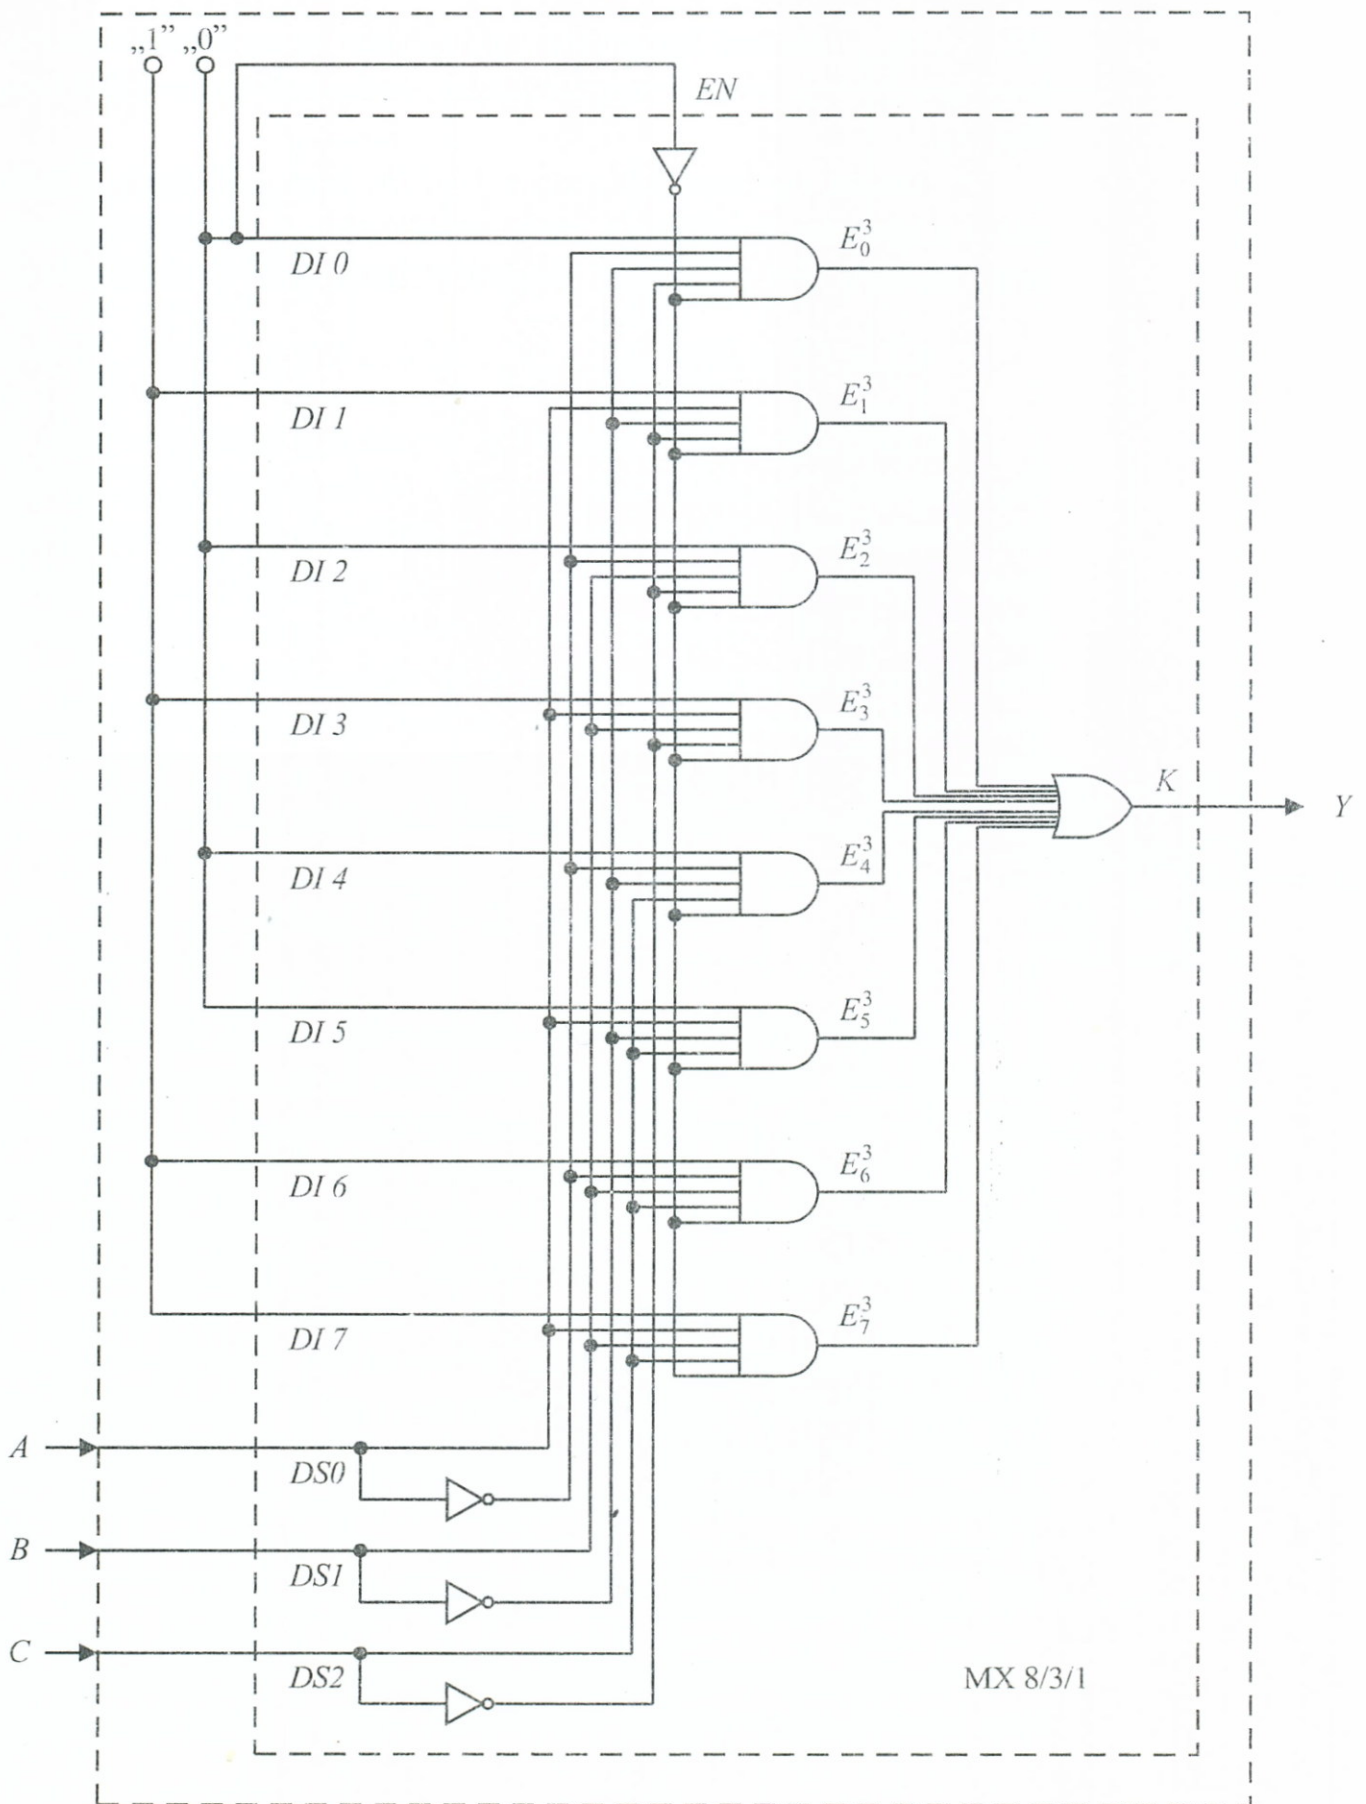 „1” „0”
EN
DI 0
E₀³
DI 1
E₁³
DI 2
E₂³
DI 3
E₃³
K
Y
DI 4
E₄³
DI 5
E₅³
DI 6
E₆³
DI 7
E₇³
A
DS0
B
DS1
C
DS2
MX 8/3/1